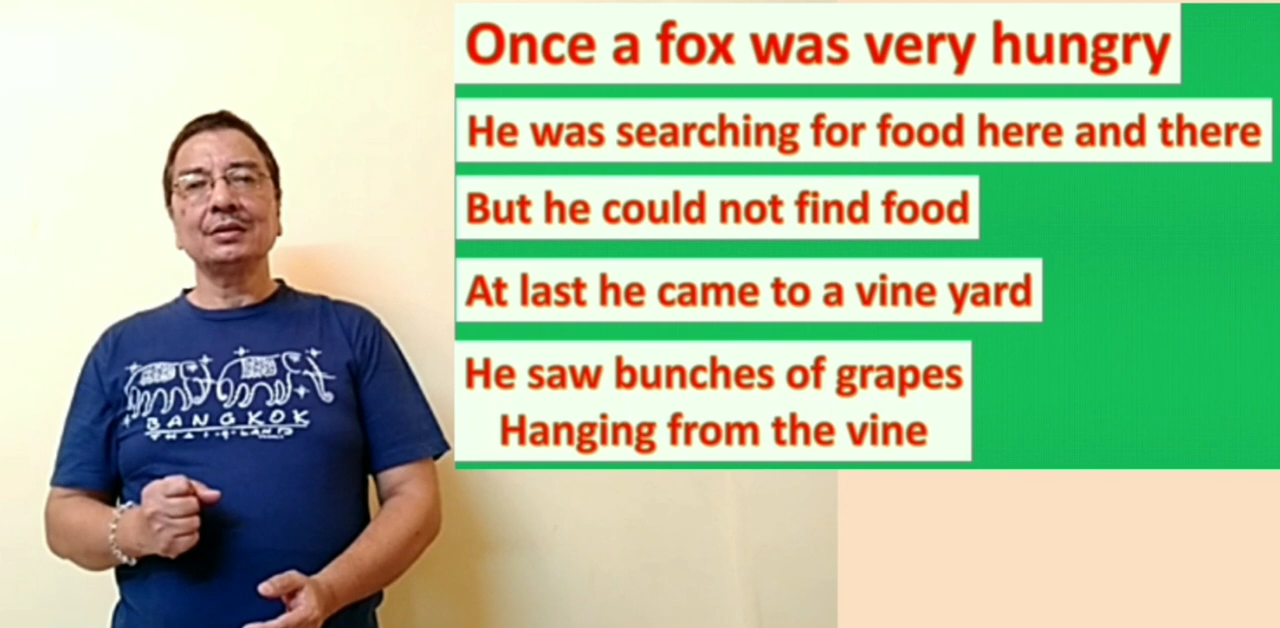 Once a fox was very hungry
He was searching for food here and there
But he could not find food
At last he came to a vine yard
He saw bunches of grapes
Hanging from the vine
BANGKOK